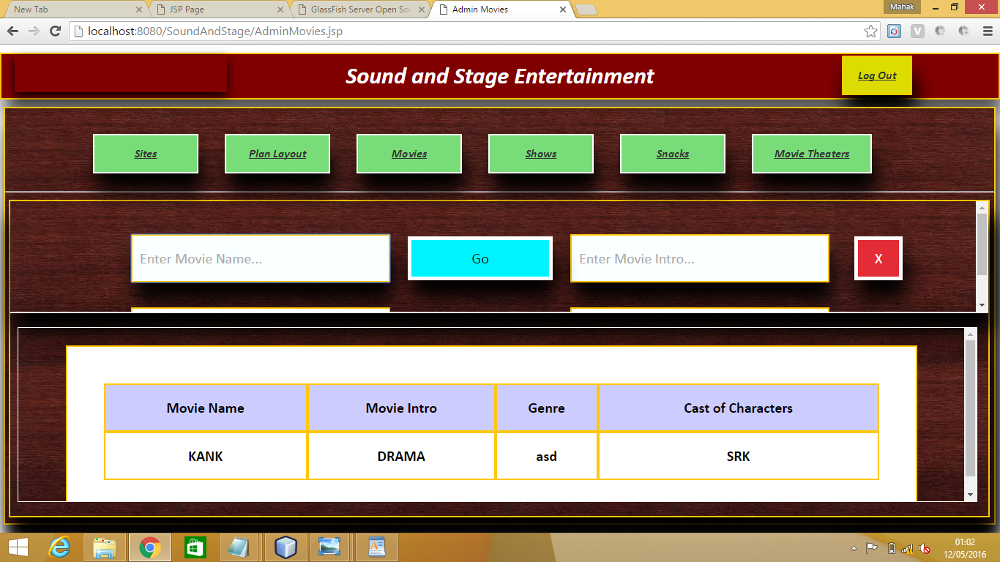 New Tab
JSP Page
GlassFish Server Open Sou
Admin Movies
Mahak
localhost:8080/SoundAndStage/AdminMovies.jsp
Sound and Stage Entertainment
Log Out
Sites
Plan Layout
Movies
Shows
Snacks
Movie Theaters
Enter Movie Name...
Go
Enter Movie Intro...
X
Movie Name
Movie Intro
Genre
Cast of Characters
KANK
DRAMA
asd
SRK
01:02
12/05/2016